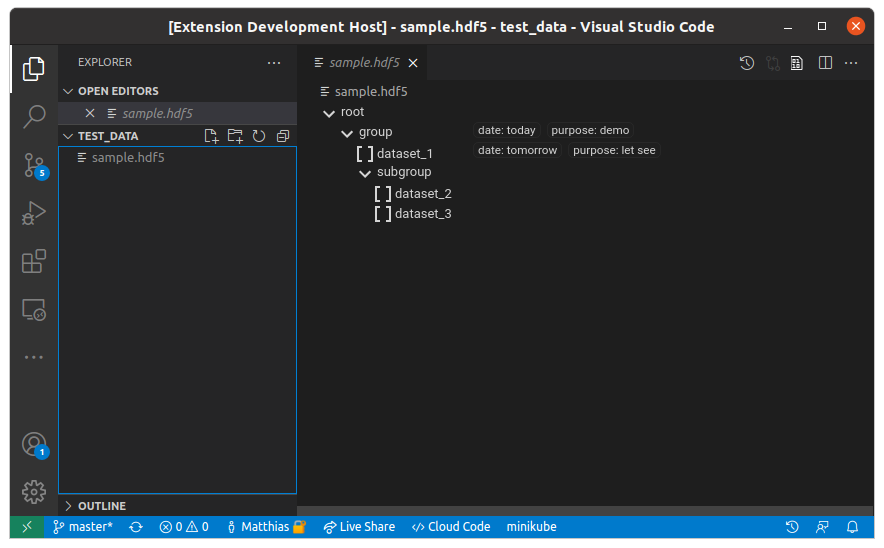 [Extension Development Host] - sample.hdf5 - test_data - Visual Studio Code
EXPLORER
OPEN EDITORS
sample.hdf5
TEST_DATA
sample.hdf5
5
1
OUTLINE
sample.hdf5
sample.hdf5
root
group date: today purpose: demo
dataset_1 date: tomorrow purpose: let see
subgroup
dataset_2
dataset_3
master* 0 0 Matthias Live Share Cloud Code minikube